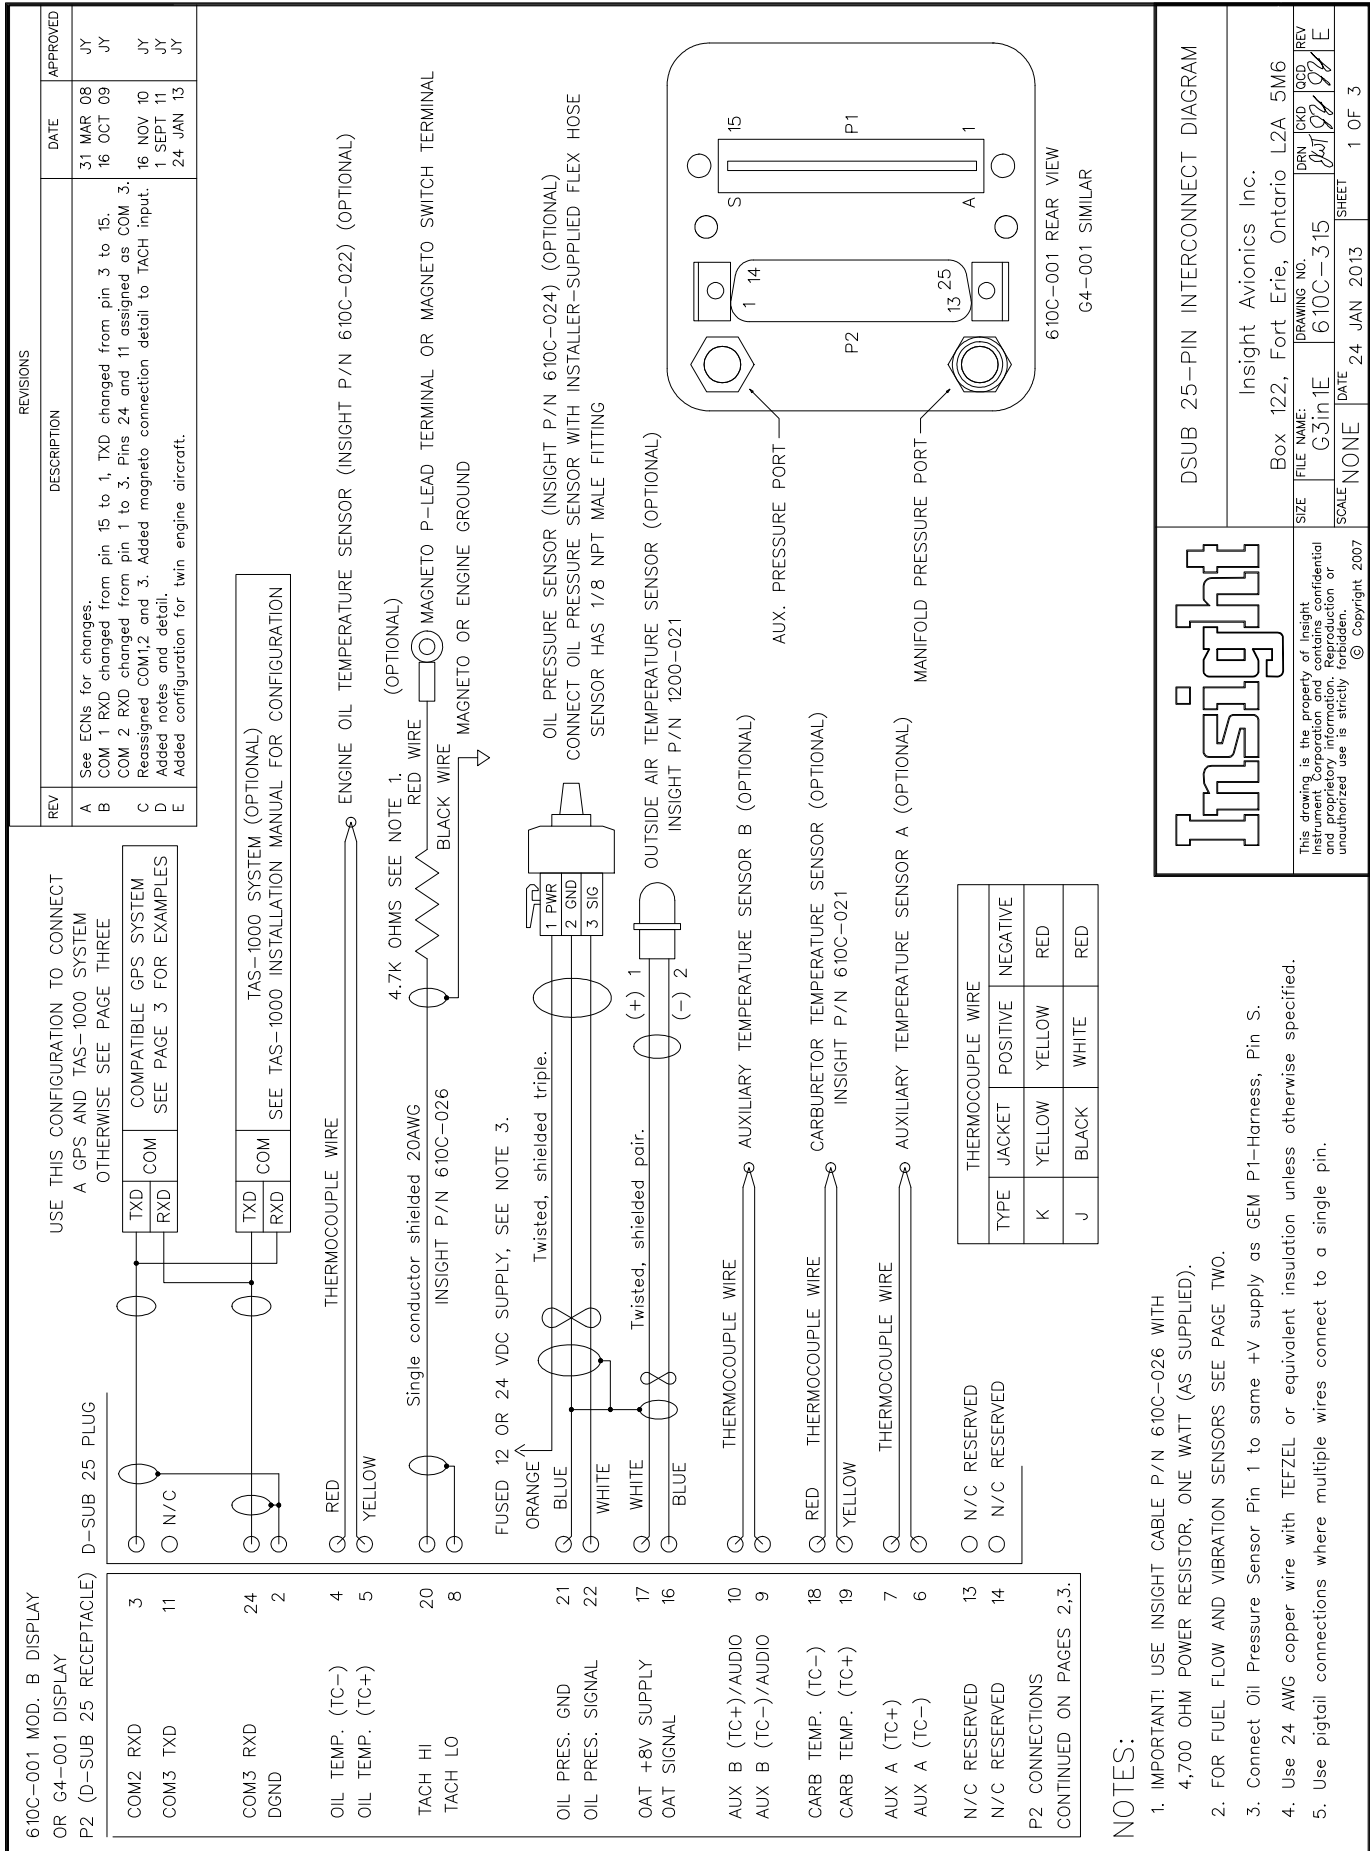 610C-001 MOD. B DISPLAY
OR G4-001 DISPLAY
P2 (D-SUB 25 RECEPTACLE)
D-SUB 25 PLUG
COM2 RXD 3
COM3 TXD 11
N/C
COM3 RXD 24
DGND 2
OIL TEMP. (TC-) 4
OIL TEMP. (TC+) 5
TACH HI 20
TACH LO 8
OIL PRES. GND 21
OIL PRES. SIGNAL 22
OAT +8V SUPPLY 17
OAT SIGNAL 16
AUX B (TC+)/AUDIO 10
AUX B (TC-)/AUDIO 9
CARB TEMP. (TC-) 18
CARB TEMP. (TC+) 19
AUX A (TC+) 7
AUX A (TC-) 6
N/C RESERVED 13
N/C RESERVED 14
P2 CONNECTIONS
CONTINUED ON PAGES 2,3.
USE THIS CONFIGURATION TO CONNECT
A GPS AND TAS-1000 SYSTEM
OTHERWISE SEE PAGE THREE
TXD
RXD
COM
COMPATIBLE GPS SYSTEM
SEE PAGE 3 FOR EXAMPLES
TXD
RXD
COM
TAS-1000 SYSTEM (OPTIONAL)
SEE TAS-1000 INSTALLATION MANUAL FOR CONFIGURATION
RED
YELLOW
THERMOCOUPLE WIRE
ENGINE OIL TEMPERATURE SENSOR (INSIGHT P/N 610C-022) (OPTIONAL)
Single conductor shielded 20AWG
INSIGHT P/N 610C-026
4.7K OHMS SEE NOTE 1.
RED WIRE
BLACK WIRE
(OPTIONAL)
MAGNETO P-LEAD TERMINAL OR MAGNETO SWITCH TERMINAL
MAGNETO OR ENGINE GROUND
FUSED 12 OR 24 VDC SUPPLY, SEE NOTE 3.
ORANGE
BLUE
WHITE
Twisted, shielded triple.
1 PWR
2 GND
3 SIG
OIL PRESSURE SENSOR (INSIGHT P/N 610C-024) (OPTIONAL)
CONNECT OIL PRESSURE SENSOR WITH INSTALLER-SUPPLIED FLEX HOSE
SENSOR HAS 1/8 NPT MALE FITTING
WHITE
BLUE
Twisted, shielded pair.
(+) 1
(-) 2
OUTSIDE AIR TEMPERATURE SENSOR (OPTIONAL)
INSIGHT P/N 1200-021
THERMOCOUPLE WIRE
AUXILIARY TEMPERATURE SENSOR B (OPTIONAL)
RED
YELLOW
THERMOCOUPLE WIRE
CARBURETOR TEMPERATURE SENSOR (OPTIONAL)
INSIGHT P/N 610C-021
THERMOCOUPLE WIRE
AUXILIARY TEMPERATURE SENSOR A (OPTIONAL)
N/C RESERVED
N/C RESERVED
THERMOCOUPLE WIRE
TYPE JACKET POSITIVE NEGATIVE
K YELLOW YELLOW RED
J BLACK WHITE RED
AUX. PRESSURE PORT
MANIFOLD PRESSURE PORT
P2
1
14
13
25
S
15
P1
A
1
610C-001 REAR VIEW
G4-001 SIMILAR
NOTES:
1. IMPORTANT! USE INSIGHT CABLE P/N 610C-026 WITH
4,700 OHM POWER RESISTOR, ONE WATT (AS SUPPLIED).
2. FOR FUEL FLOW AND VIBRATION SENSORS SEE PAGE TWO.
3. Connect Oil Pressure Sensor Pin 1 to same +V supply as GEM P1-Harness, Pin S.
4. Use 24 AWG copper wire with TEFZEL or equivalent insulation unless otherwise specified.
5. Use pigtail connections where multiple wires connect to a single pin.
REVISIONS
REV DESCRIPTION DATE APPROVED
A See ECNs for changes. 31 MAR 08 JY
B COM 1 RXD changed from pin 15 to 1, TXD changed from pin 3 to 15. 16 OCT 09 JY
COM 2 RXD changed from pin 1 to 3. Pins 24 and 11 assigned as COM 3.
C Reassigned COM1,2 and 3. Added magneto connection detail to TACH input. 16 NOV 10 JY
D Added notes and detail. 1 SEPT 11 JY
E Added configuration for twin engine aircraft. 24 JAN 13 JY
Insight
This drawing is the property of Insight
Instrument Corporation and contains confidential
and proprietory information. Reproduction or
unauthorized use is strictly forbidden.
© Copyright 2007
DSUB 25-PIN INTERCONNECT DIAGRAM
Insight Avionics Inc.
Box 122, Fort Erie, Ontario L2A 5M6
SIZE
FILE NAME:
G3in1E
DRAWING NO.
610C-315
DRN
CKD
QCD
REV
E
SCALE NONE
DATE 24 JAN 2013
SHEET 1 OF 3